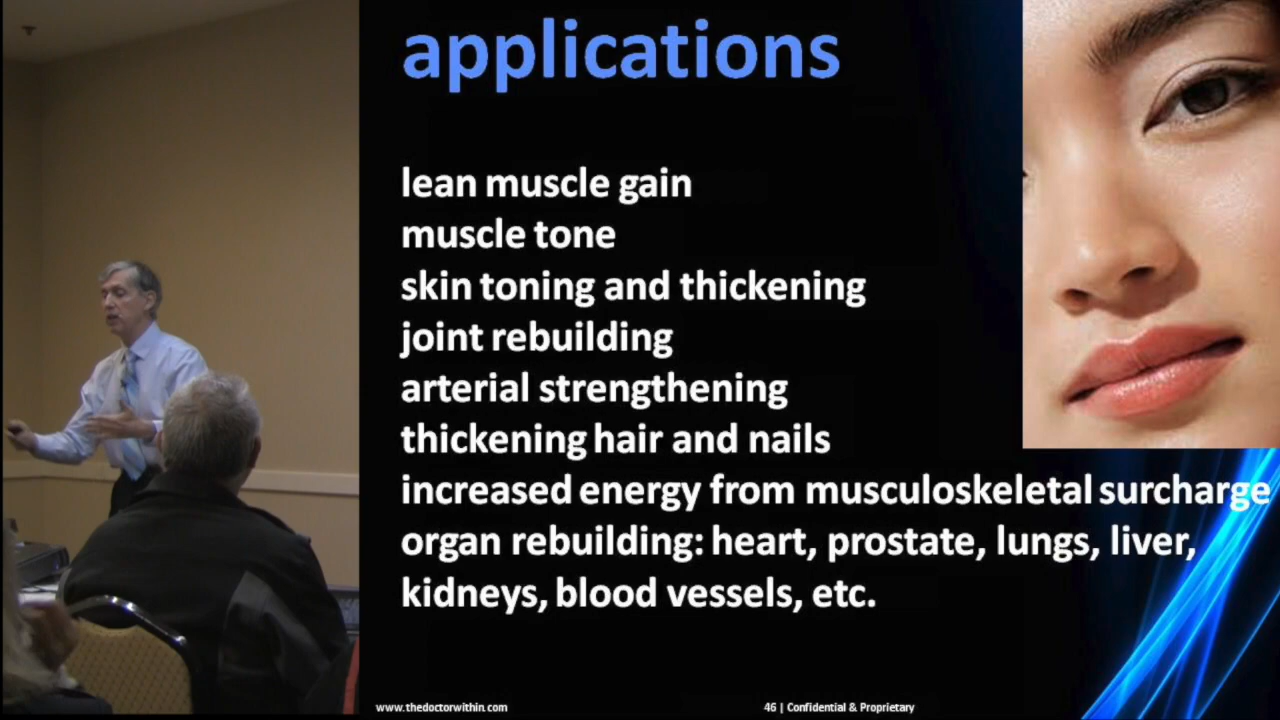 applications
lean muscle gain
muscle tone
skin toning and thickening
joint rebuilding
arterial strengthening
thickening hair and nails
increased energy from musculoskeletal surcharge
organ rebuilding: heart, prostate, lungs, liver,
kidneys, blood vessels, etc.
www.thedoctorwithin.com
46 | Confidential & Proprietary